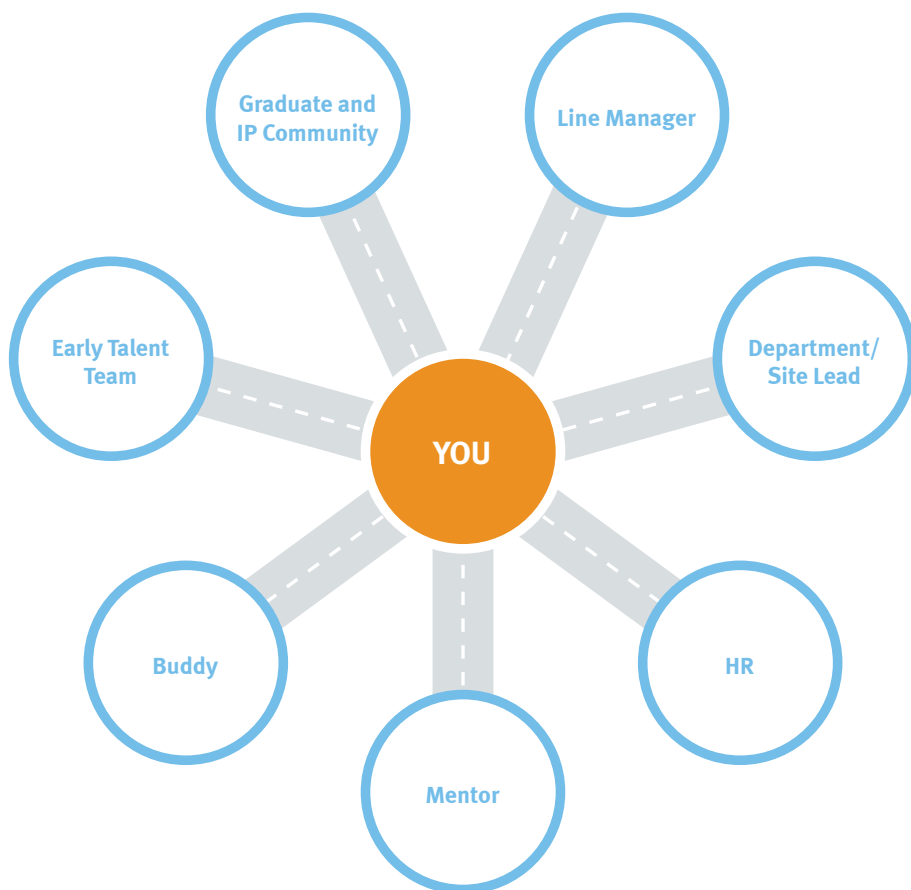 Graduate and
IP Community
Line Manager
Early Talent
Team
Department/
Site Lead
YOU
Buddy
HR
Mentor